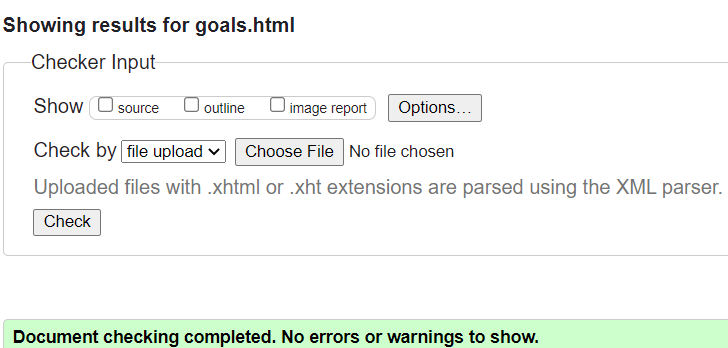 Showing results for goals.html
Checker Input
Show source outline image report Options...
Check by file upload Choose File No file chosen
Uploaded files with .xhtml or .xht extensions are parsed using the XML parser.
Check
Document checking completed. No errors or warnings to show.